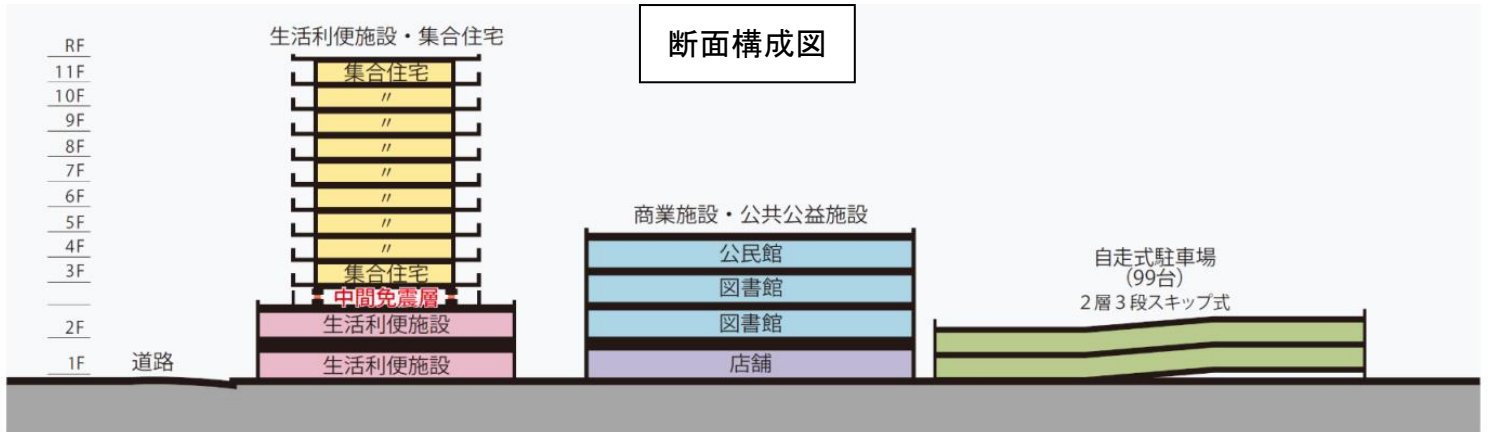 断面構成図
生活利便施設・集合住宅
RF
11F
10F
9F
8F
7F
6F
5F
4F
3F
2F
1F
集合住宅
〃
〃
〃
〃
〃
〃
〃
集合住宅
中間免震層
生活利便施設
生活利便施設
道路
商業施設・公共公益施設
公民館
図書館
図書館
店舗
自走式駐車場
(99台)
2層3段スキップ式